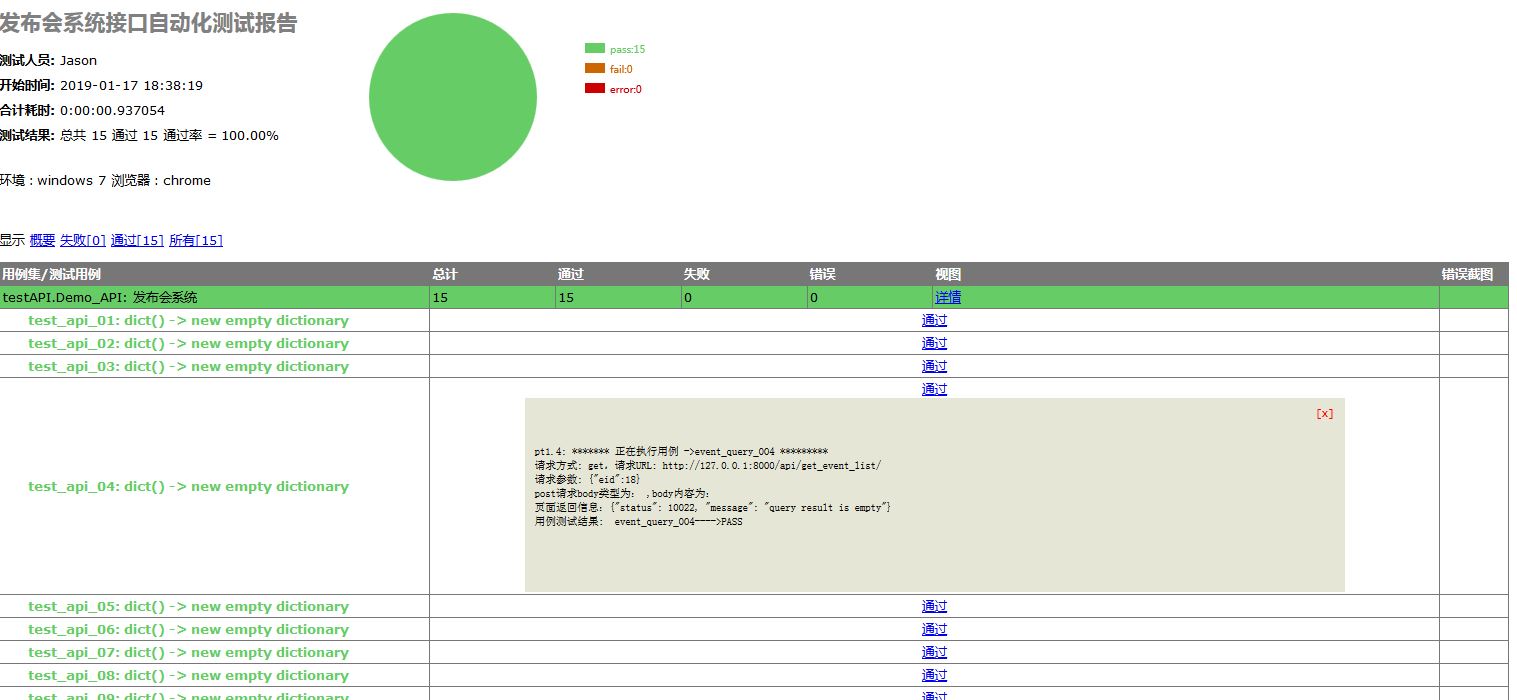 发布会系统接口自动化测试报告
测试人员: Jason
开始时间: 2019-01-17 18:38:19
合计耗时: 0:00:00.937054
测试结果: 总共 15 通过 15 通过率 = 100.00%
环境 : windows 7 浏览器 : chrome
pass:15
fail:0
error:0
显示 概要 失败[0] 通过[15] 所有[15]
用例集/测试用例 总计 通过 失败 错误 视图 错误截图
testAPI.Demo_API: 发布会系统 15 15 0 0 详情
test_api_01: dict() -> new empty dictionary 通过
test_api_02: dict() -> new empty dictionary 通过
test_api_03: dict() -> new empty dictionary 通过
test_api_04: dict() -> new empty dictionary 通过
[x]
pt1.4: ******* 正在执行用例 ->event_query_004 *********
请求方式: get, 请求URL: http://127.0.0.1:8000/api/get_event_list/
请求参数: {"eid":18}
post请求body类型为: ,body内容为:
页面返回信息: {"status": 10022, "message": "query result is empty"}
用例测试结果: event_query_004---->PASS
test_api_05: dict() -> new empty dictionary 通过
test_api_06: dict() -> new empty dictionary 通过
test_api_07: dict() -> new empty dictionary 通过
test_api_08: dict() -> new empty dictionary 通过
test_api_09: dict() -> new empty dictionary 通过